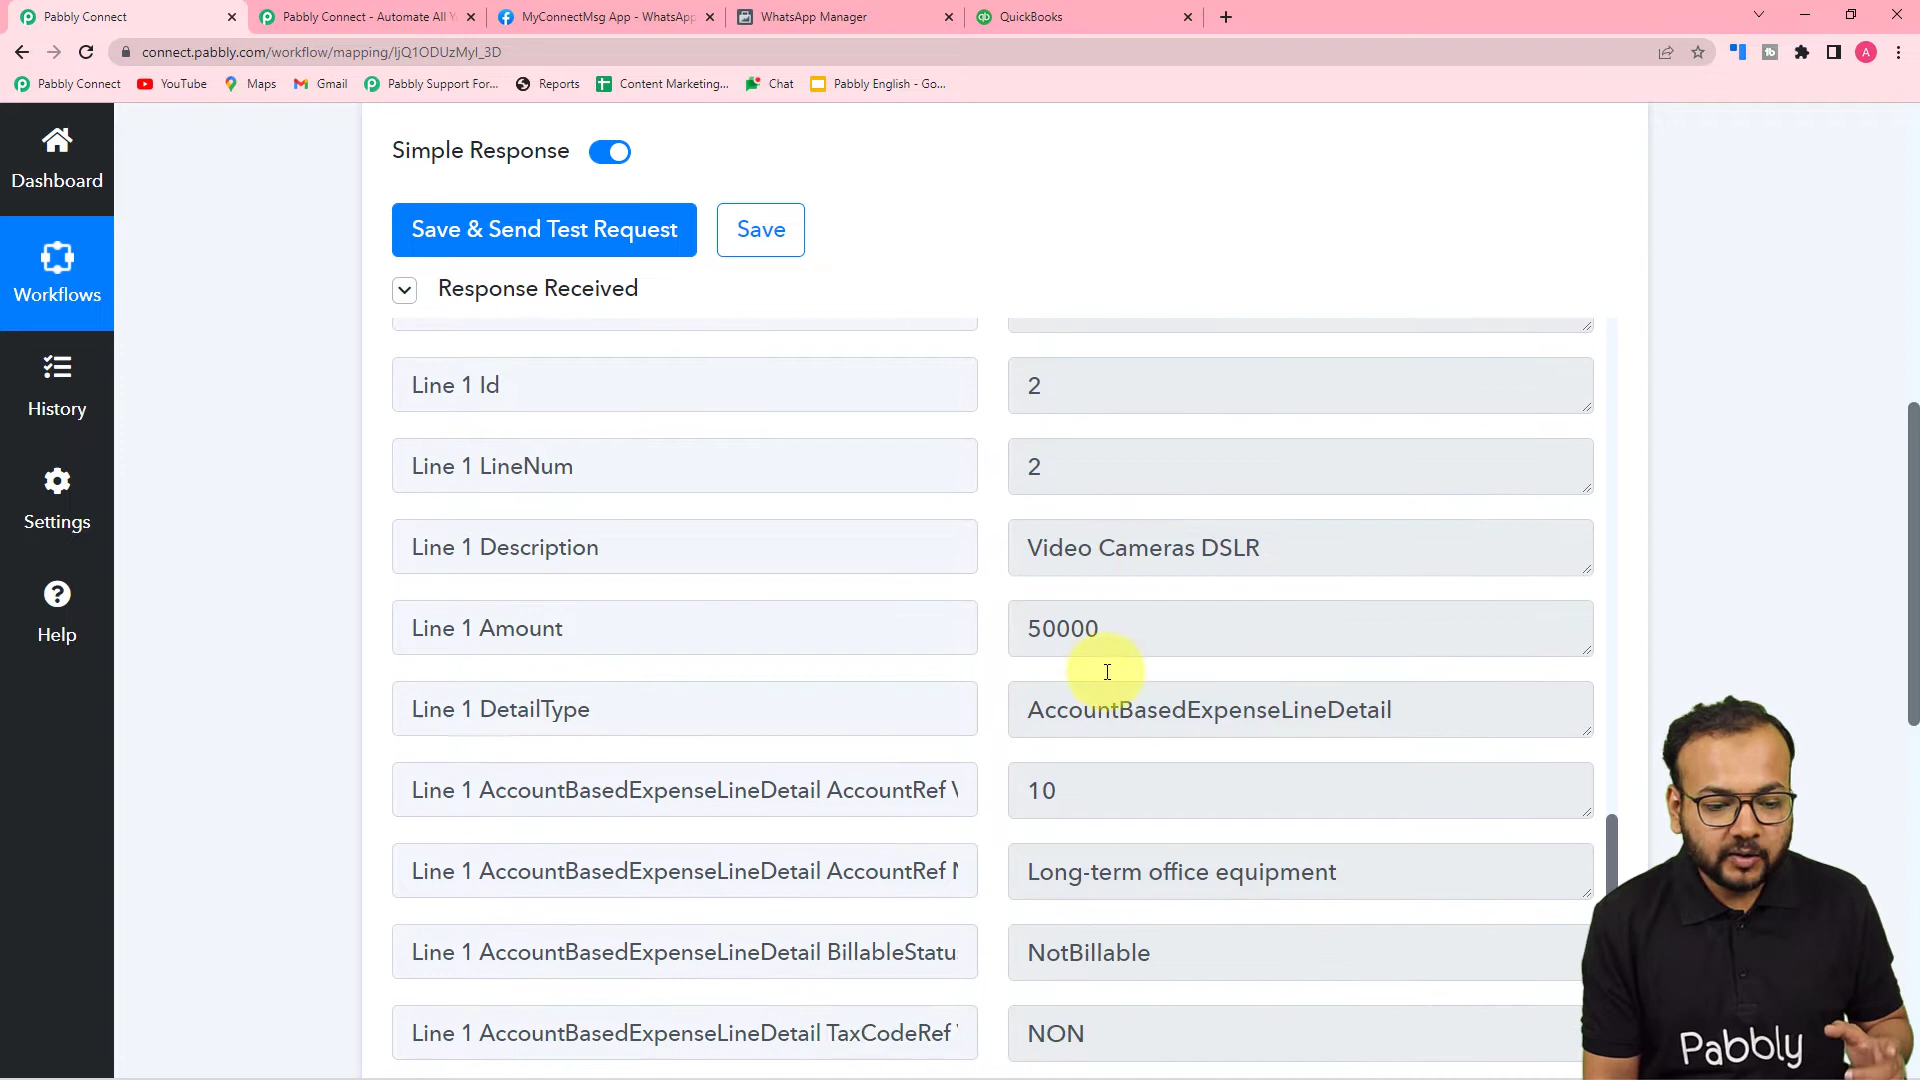 Pabbly Connect
Pabbly Connect - Automate All Y
MyConnectMsg App - WhatsApp
WhatsApp Manager
QuickBooks
connect.pabbly.com/workflow/mapping/IjQ1ODUzMyI_3D
A
Pabbly Connect
YouTube
Maps
Gmail
Pabbly Support For...
Reports
Content Marketing...
Chat
Pabbly English - Go...
Dashboard
Workflows
History
Settings
Help
Simple Response
Save & Send Test Request
Save
Response Received
Line 1 Id
2
Line 1 LineNum
2
Line 1 Description
Video Cameras DSLR
Line 1 Amount
50000
Line 1 DetailType
AccountBasedExpenseLineDetail
Line 1 AccountBasedExpenseLineDetail AccountRef V
10
Line 1 AccountBasedExpenseLineDetail AccountRef N
Long-term office equipment
Line 1 AccountBasedExpenseLineDetail BillableStatu
NotBillable
Line 1 AccountBasedExpenseLineDetail TaxCodeRef
NON
Pabbly